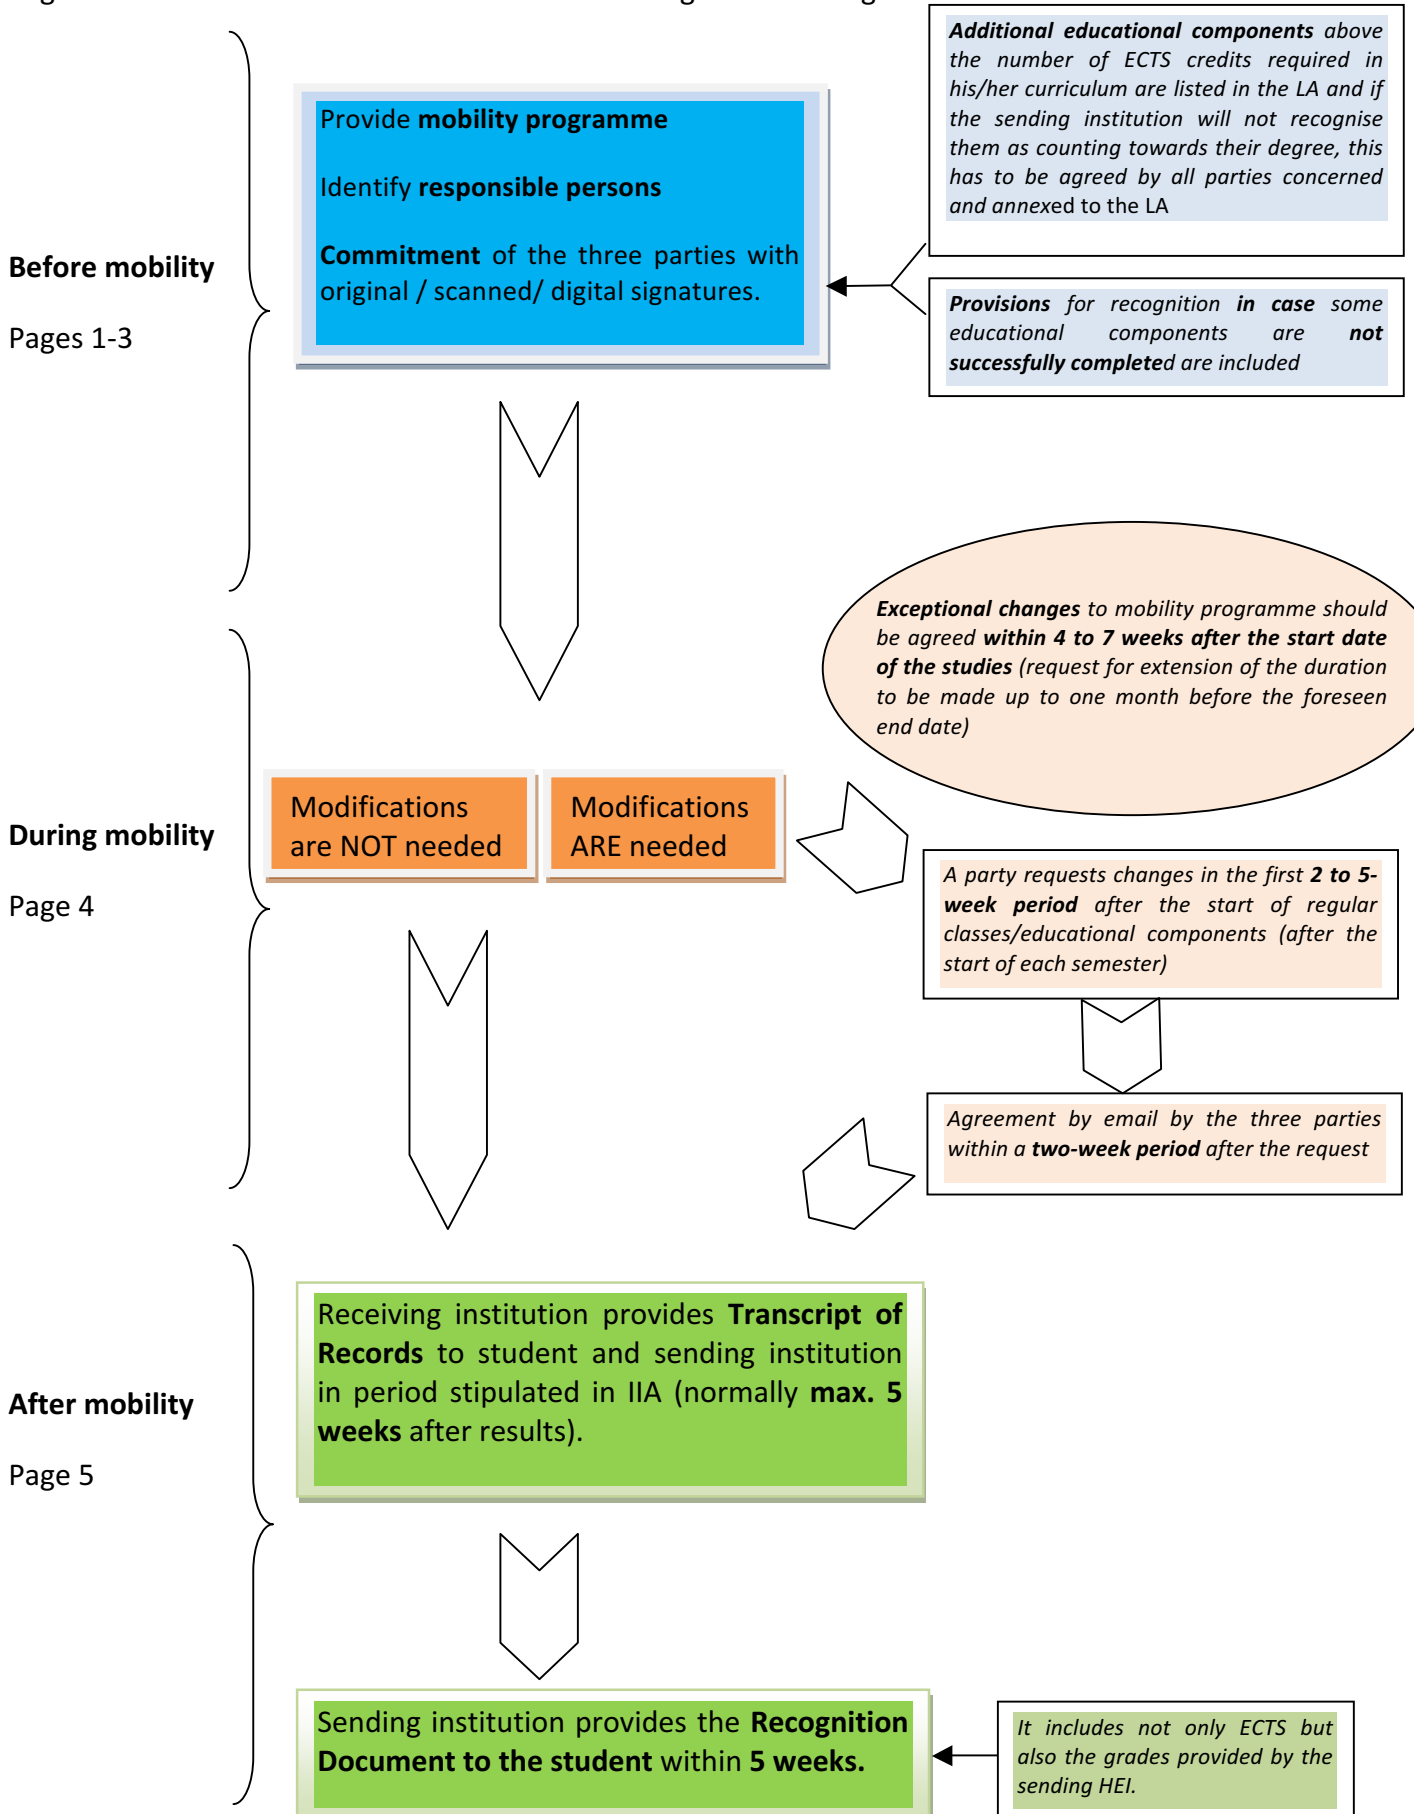 Additional educational components above
the number of ECTS credits required in
his/her curriculum are listed in the LA and if
the sending institution will not recognise
them as counting towards their degree, this
has to be agreed by all parties concerned
and annexed to the LA
Provide mobility programme
Identify responsible persons
Commitment of the three parties with
original / scanned/ digital signatures.
Before mobility
Pages 1-3
Provisions for recognition in case some
educational components are not
successfully completed are included
Exceptional changes to mobility programme should
be agreed within 4 to 7 weeks after the start date
of the studies (request for extension of the duration
to be made up to one month before the foreseen
end date)
During mobility
Page 4
Modifications
are NOT needed
Modifications
ARE needed
A party requests changes in the first 2 to 5-
week period after the start of regular
classes/educational components (after the
start of each semester)
Agreement by email by the three parties
within a two-week period after the request
After mobility
Page 5
Receiving institution provides Transcript of
Records to student and sending institution
in period stipulated in IIA (normally max. 5
weeks after results).
Sending institution provides the Recognition
Document to the student within 5 weeks.
It includes not only ECTS but
also the grades provided by the
sending HEI.